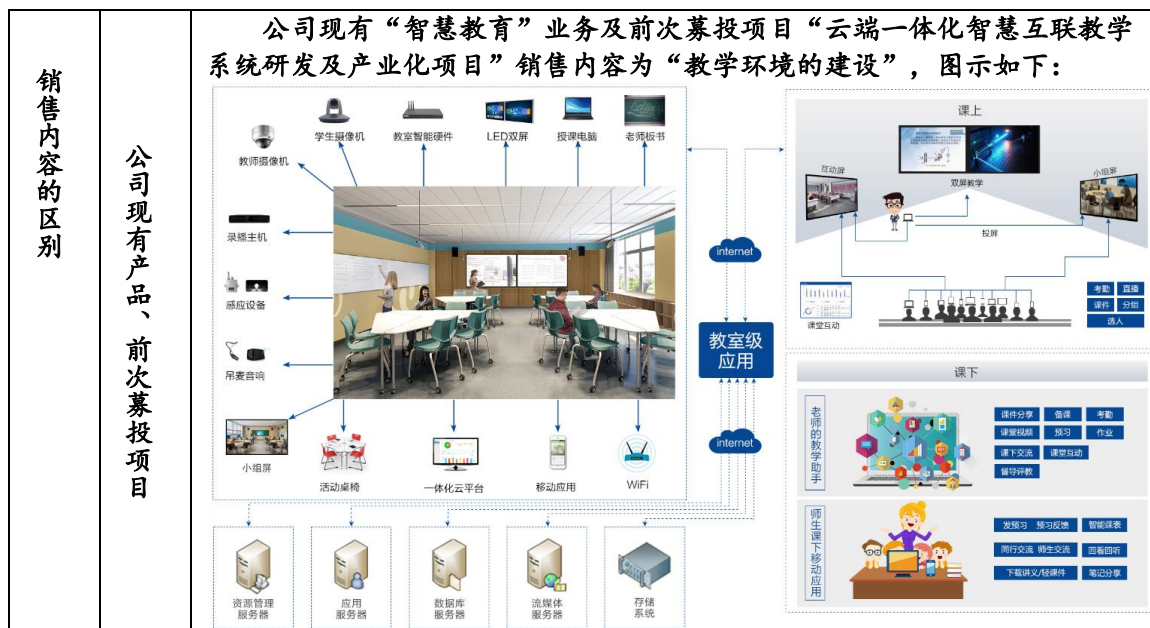 销售内容的区别
公司现有产品、前次募投项目
公司现有“智慧教育”业务及前次募投项目“云端一体化智慧互联教学
系统研发及产业化项目”销售内容为“教学环境的建设”，图示如下：
教师摄像机
学生摄像机
教室智能硬件
LED双屏
授课电脑
老师板书
录播主机
感应设备
吊麦音响
小组屏
活动桌椅
一体化云平台
移动应用
WiFi
资源管理
服务器
应用
服务器
数据库
服务器
流媒体
服务器
存储
系统
internet
教室级
应用
internet
课上
互动屏
双屏教学
小组屏
投屏
课堂互动
考勤 直播
课件 分组
选人
课下
老师的教学助手
课件分享 备课 考勤
课堂视频 预习 作业
课下交流 课堂互动
督导评教
师生课下移动应用
发预习 预习反馈 智能课表
同行交流 师生交流 回看回听
下载讲义/轻课件 笔记分享